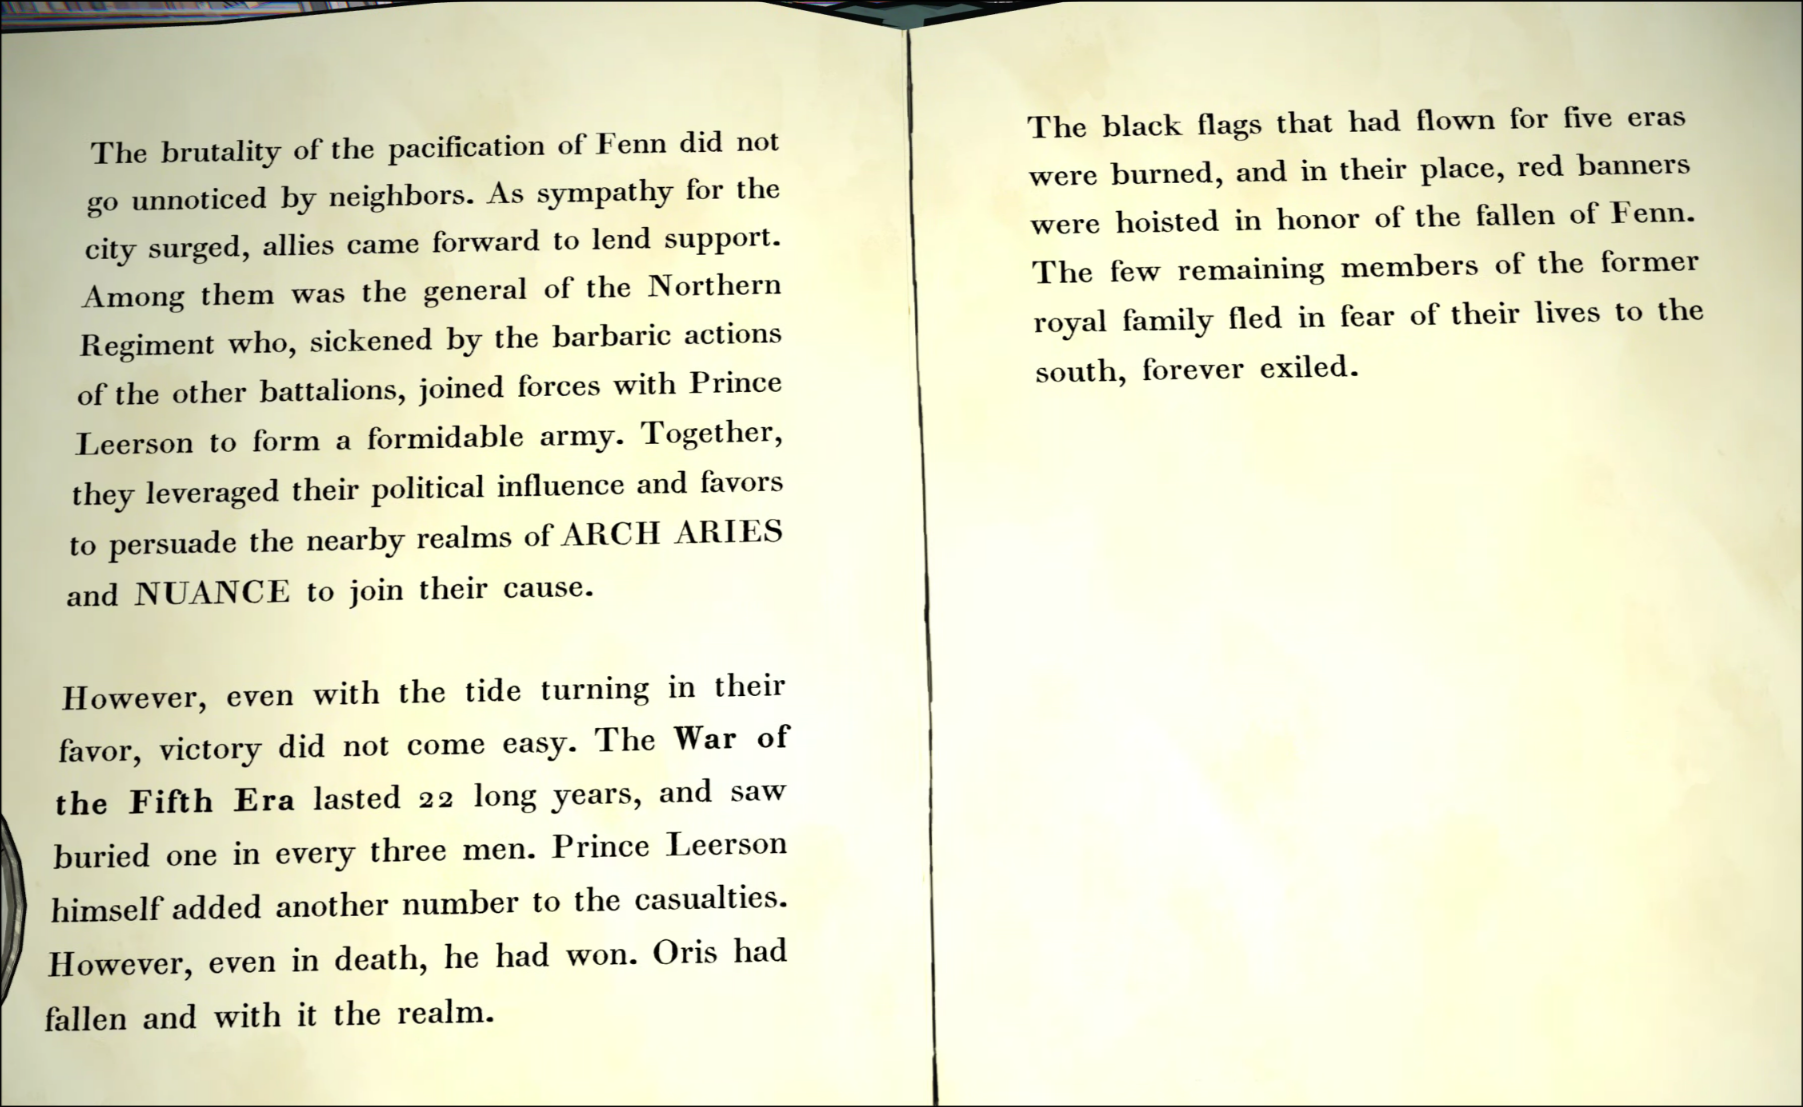 The brutality of the pacification of Fenn did not
go unnoticed by neighbors. As sympathy for the
city surged, allies came forward to lend support.
Among them was the general of the Northern
Regiment who, sickened by the barbaric actions
of the other battalions, joined forces with Prince
Leerson to form a formidable army. Together,
they leveraged their political influence and favors
to persuade the nearby realms of ARCH ARIES
and NUANCE to join their cause.
However, even with the tide turning in their
favor, victory did not come easy. The War of
the Fifth Era lasted 22 long years, and saw
buried one in every three men. Prince Leerson
himself added another number to the casualties.
However, even in death, he had won. Oris had
fallen and with it the realm.
The black flags that had flown for five eras
were burned, and in their place, red banners
were hoisted in honor of the fallen of Fenn.
The few remaining members of the former
royal family fled in fear of their lives to the
south, forever exiled.